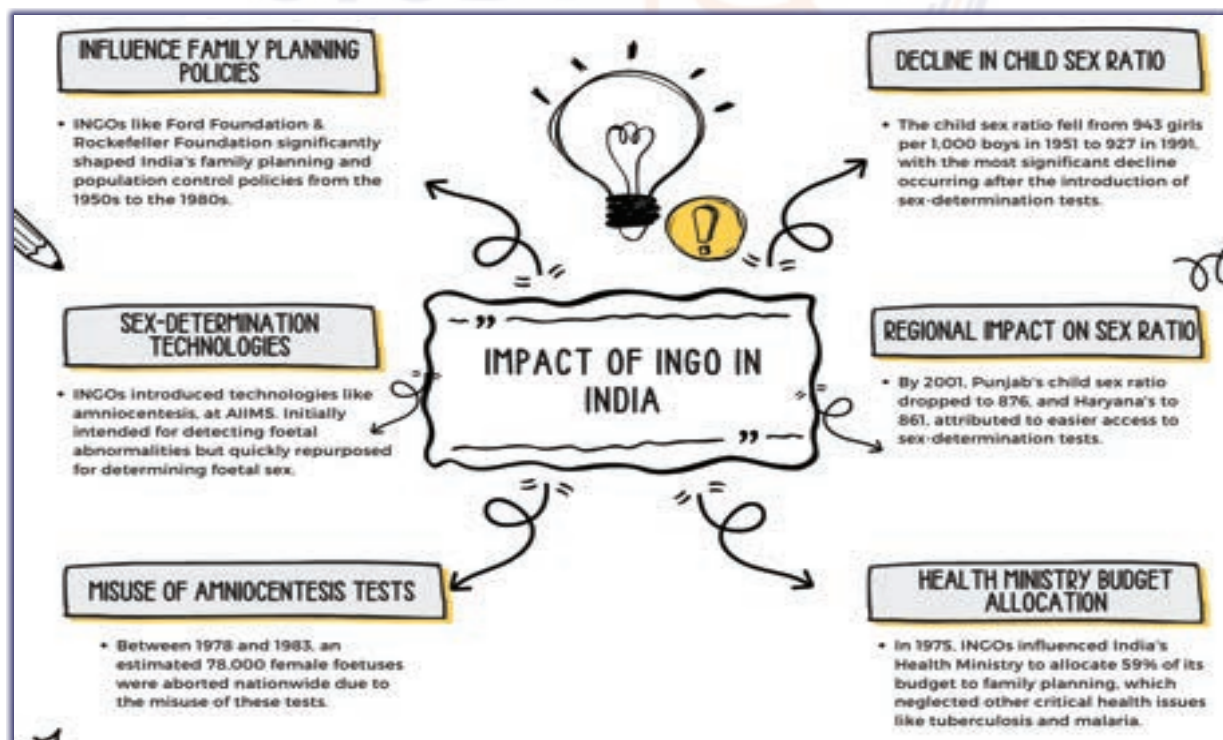 INFLUENCE FAMILY PLANNING
POLICIES
• INGOs like Ford Foundation &
Rockefeller Foundation significantly
shaped India's family planning and
population control policies from the
1950s to the 1980s.
SEX-DETERMINATION
TECHNOLOGIES
• INGOs introduced technologies like
amniocentesis, at AIIMS. Initially
intended for detecting foetal
abnormalities but quickly repurposed
for determining foetal sex.
MISUSE OF AMNIOCENTESIS TESTS
• Between 1978 and 1983, an
estimated 78,000 female foetuses
were aborted nationwide due to
the misuse of these tests.
IMPACT OF INGO IN
INDIA
DECLINE IN CHILD SEX RATIO
• The child sex ratio fell from 943 girls
per 1,000 boys in 1951 to 927 in 1991,
with the most significant decline
occurring after the introduction of
sex-determination tests.
REGIONAL IMPACT ON SEX RATIO
• By 2001, Punjab's child sex ratio
dropped to 876, and Haryana's to
861, attributed to easier access to
sex-determination tests.
HEALTH MINISTRY BUDGET
ALLOCATION
• In 1975, INGOs influenced India's
Health Ministry to allocate 59% of its
budget to family planning, which
neglected other critical health issues
like tuberculosis and malaria.